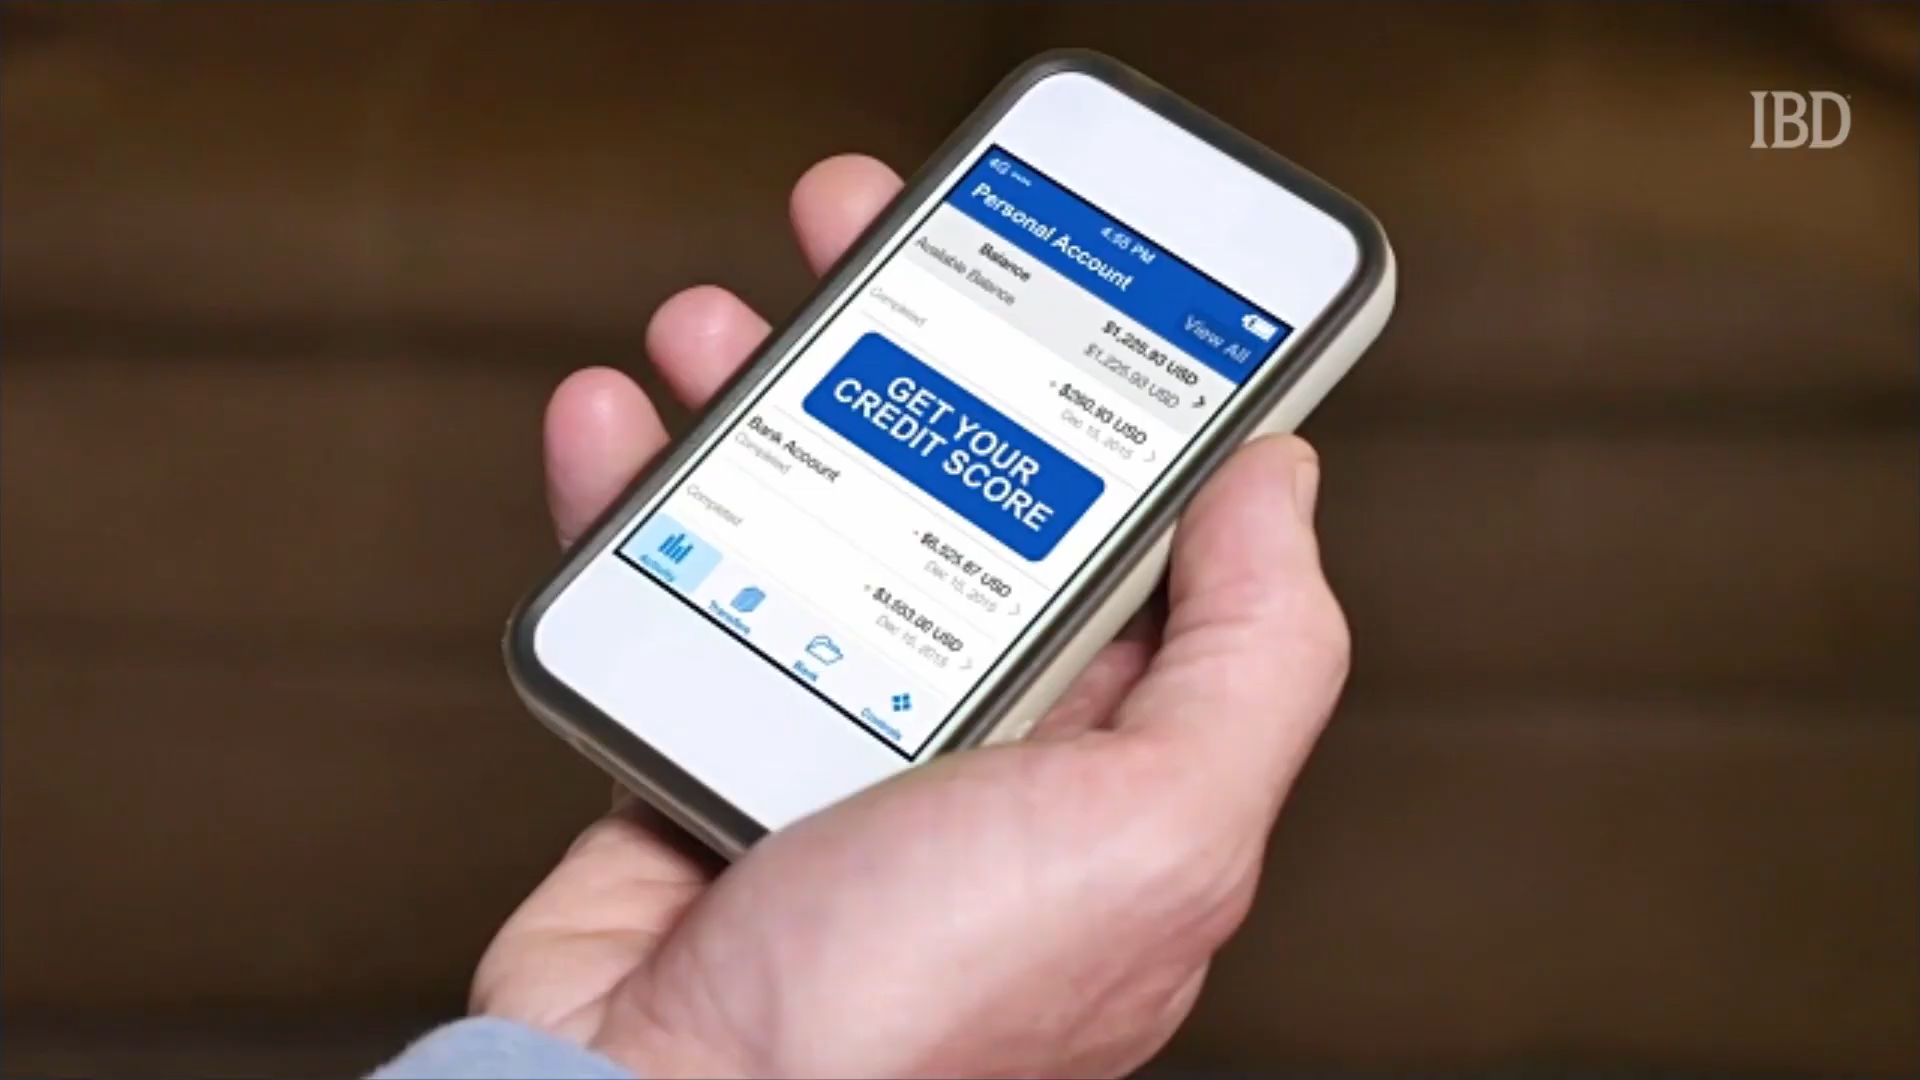 IBD
4G
4:55 PM
Personal Account
View All
Balance
$1,225.93 USD
Available Balance
$1,225.93 USD
+ $260.93 USD
Completed
Dec 15, 2015
GET YOUR
CREDIT SCORE
Bank Account
- $6,525.67 USD
Completed
Dec 15, 2015
+ $3,553.00 USD
Completed
Dec 15, 2015
Activity
Transfers
Bank
Controls